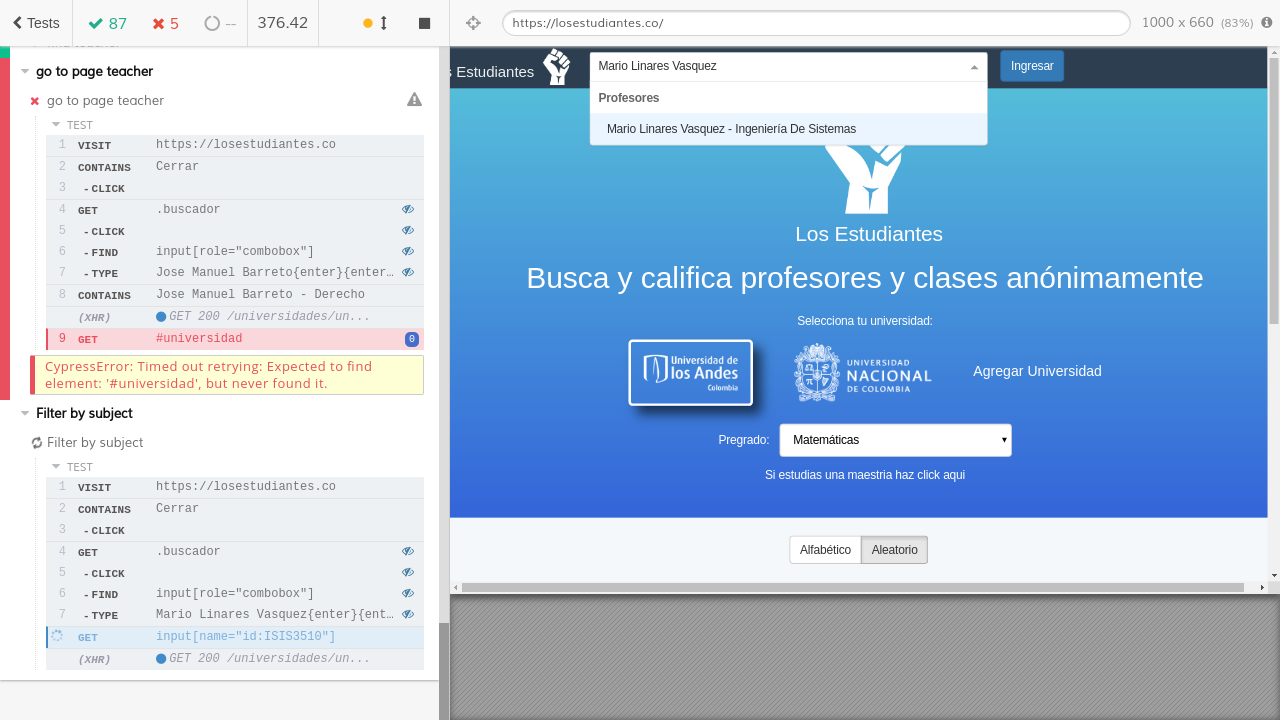 Tests 87 5 -- 376.42 https://losestudiantes.co/ 1000 x 660 (83%)
find teacher
go to page teacher
go to page teacher
TEST
1 VISIT https://losestudiantes.co
2 CONTAINS Cerrar
3 - CLICK
4 GET .buscador
5 - CLICK
6 - FIND input[role="combobox"]
7 - TYPE Jose Manuel Barreto{enter}{enter…
8 CONTAINS Jose Manuel Barreto - Derecho
(XHR) GET 200 /universidades/un...
9 GET #universidad 0
CypressError: Timed out retrying: Expected to find
element: '#universidad', but never found it.
Filter by subject
Filter by subject
TEST
1 VISIT https://losestudiantes.co
2 CONTAINS Cerrar
3 - CLICK
4 GET .buscador
5 - CLICK
6 - FIND input[role="combobox"]
7 - TYPE Mario Linares Vasquez{enter}{ent…
GET input[name="id:ISIS3510"]
(XHR) GET 200 /universidades/un...
s Estudiantes
Mario Linares Vasquez
Ingresar
Profesores
Mario Linares Vasquez - Ingeniería De Sistemas
Los Estudiantes
Busca y califica profesores y clases anónimamente
Selecciona tu universidad:
Universidad de
los Andes
Colombia
UNIVERSIDAD
NACIONAL
DE COLOMBIA
Agregar Universidad
Pregrado: Matemáticas
Si estudias una maestria haz click aqui
Alfabético Aleatorio